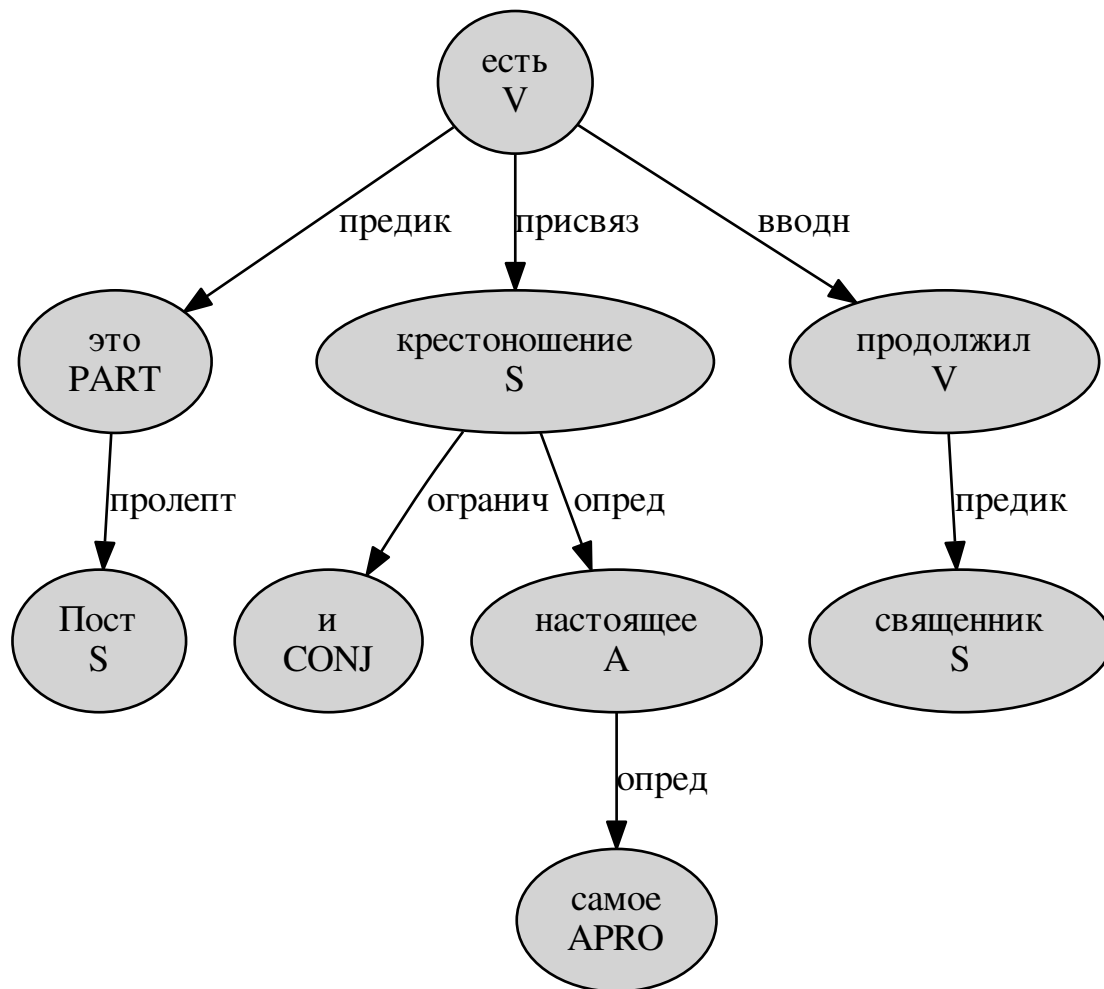 есть
V
предик
присвяз
вводн
это
PART
крестоношение
S
продолжил
V
пролепт
огранич
опред
предик
Пост
S
и
CONJ
настоящее
A
священник
S
опред
самое
APRO